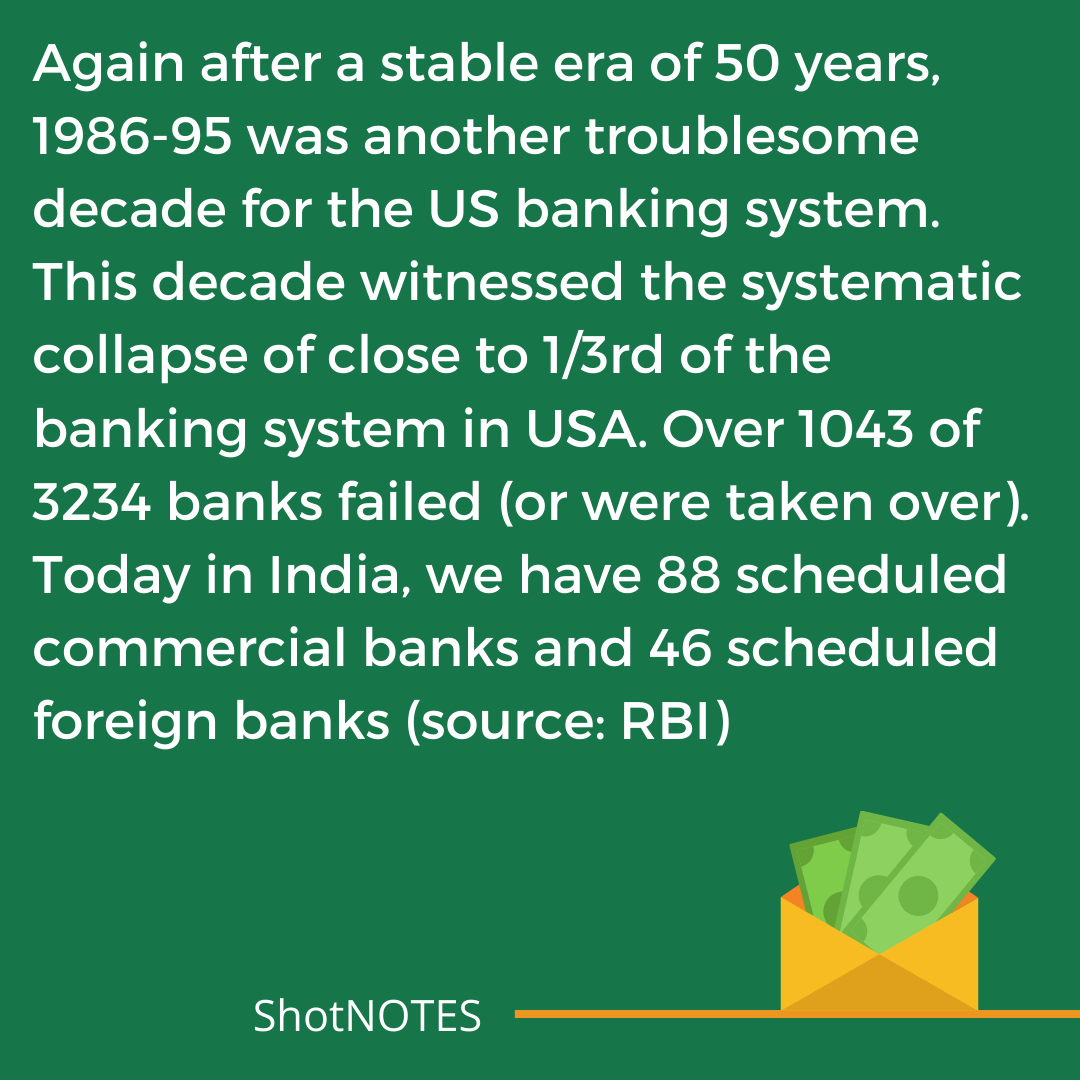 Again after a stable era of 50 years,
1986-95 was another troublesome
decade for the US banking system.
This decade witnessed the systematic
collapse of close to 1/3rd of the
banking system in USA. Over 1043 of
3234 banks failed (or were taken over).
Today in India, we have 88 scheduled
commercial banks and 46 scheduled
foreign banks (source: RBI)
ShotNOTES